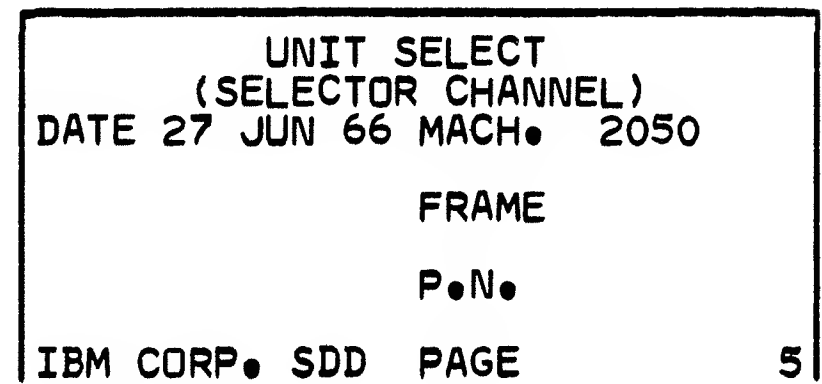 UNIT SELECT
(SELECTOR CHANNEL)
DATE 27 JUN 66 MACH. 2050
FRAME
P.N.
IBM CORP. SDD PAGE 5